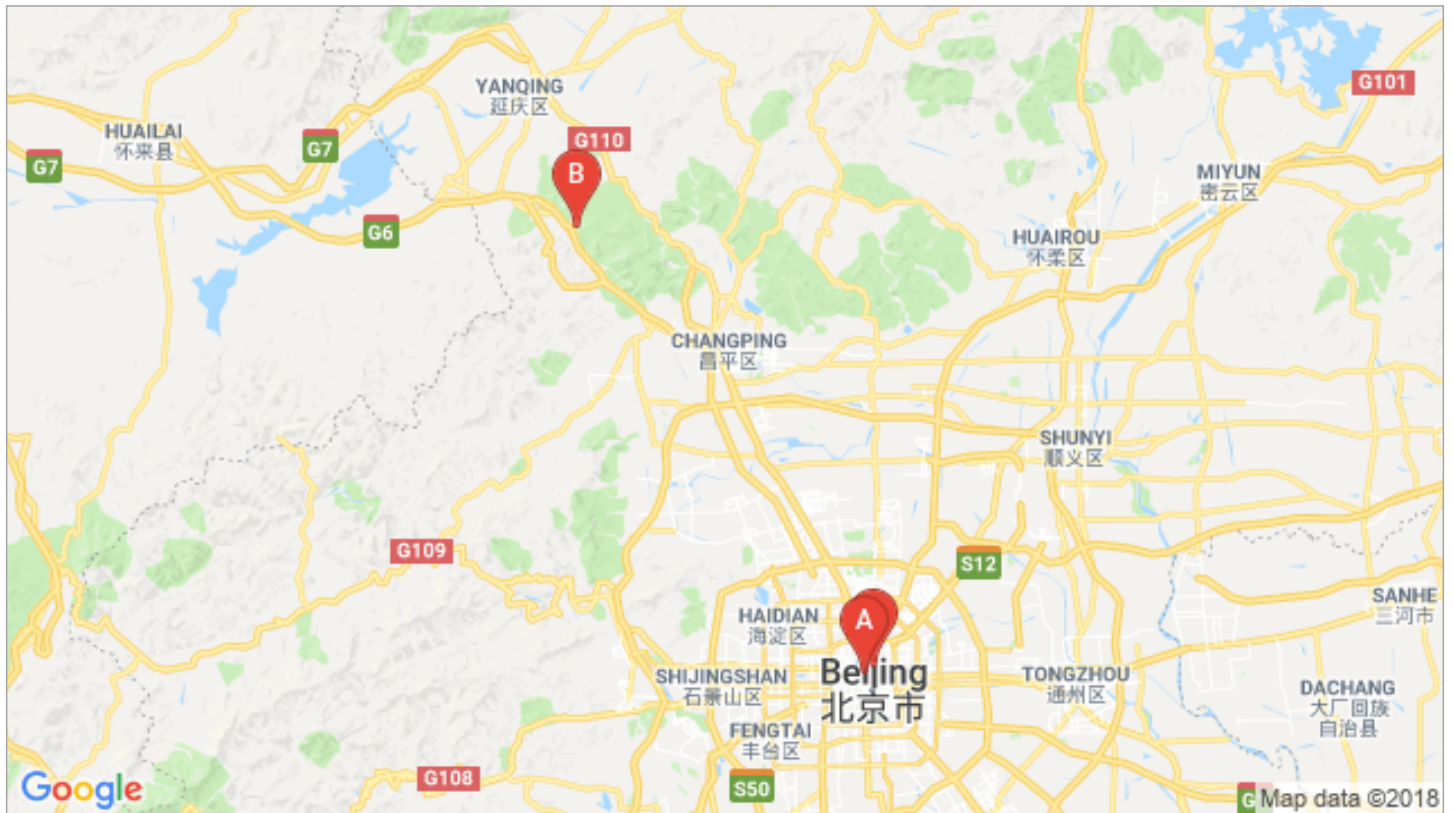 G101
YANQING
延庆区
HUAILAI
怀来县
G7
G7
G110
B
MIYUN
密云区
G6
HUAIROU
怀柔区
CHANGPING
昌平区
SHUNYI
顺义区
G109
S12
SANHE
三河市
HAIDIAN
海淀区
A
SHIJINGSHAN
石景山区
Beijing
北京市
TONGZHOU
通州区
DACHANG
大厂回族
自治县
FENGTAI
丰台区
G108
S50
Google
Map data ©2018